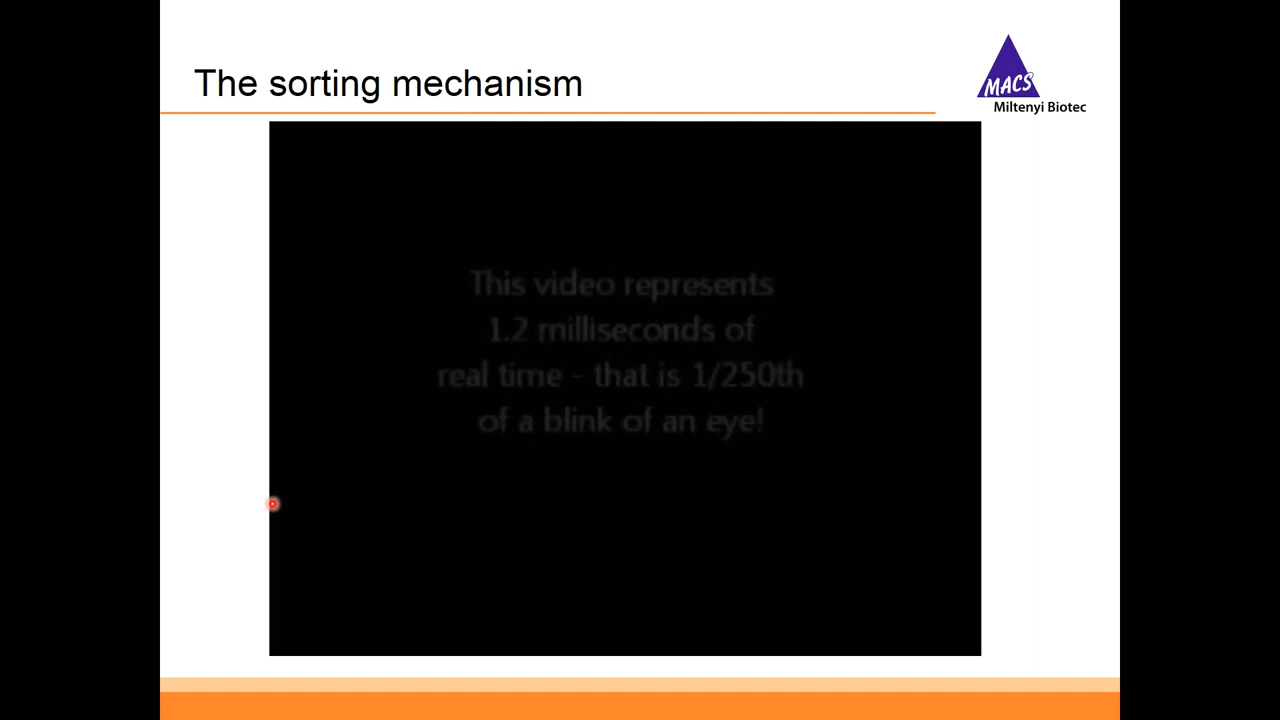 The sorting mechanism
MACS
Miltenyi Biotec
This video represents
1.2 milliseconds of
real time - that is 1/250th
of a blink of an eye!